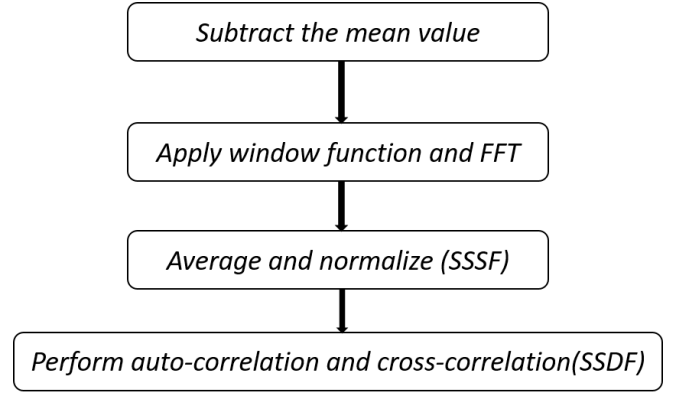 Subtract the mean value
Apply window function and FFT
Average and normalize (SSSF)
Perform auto-correlation and cross-correlation(SSDF)